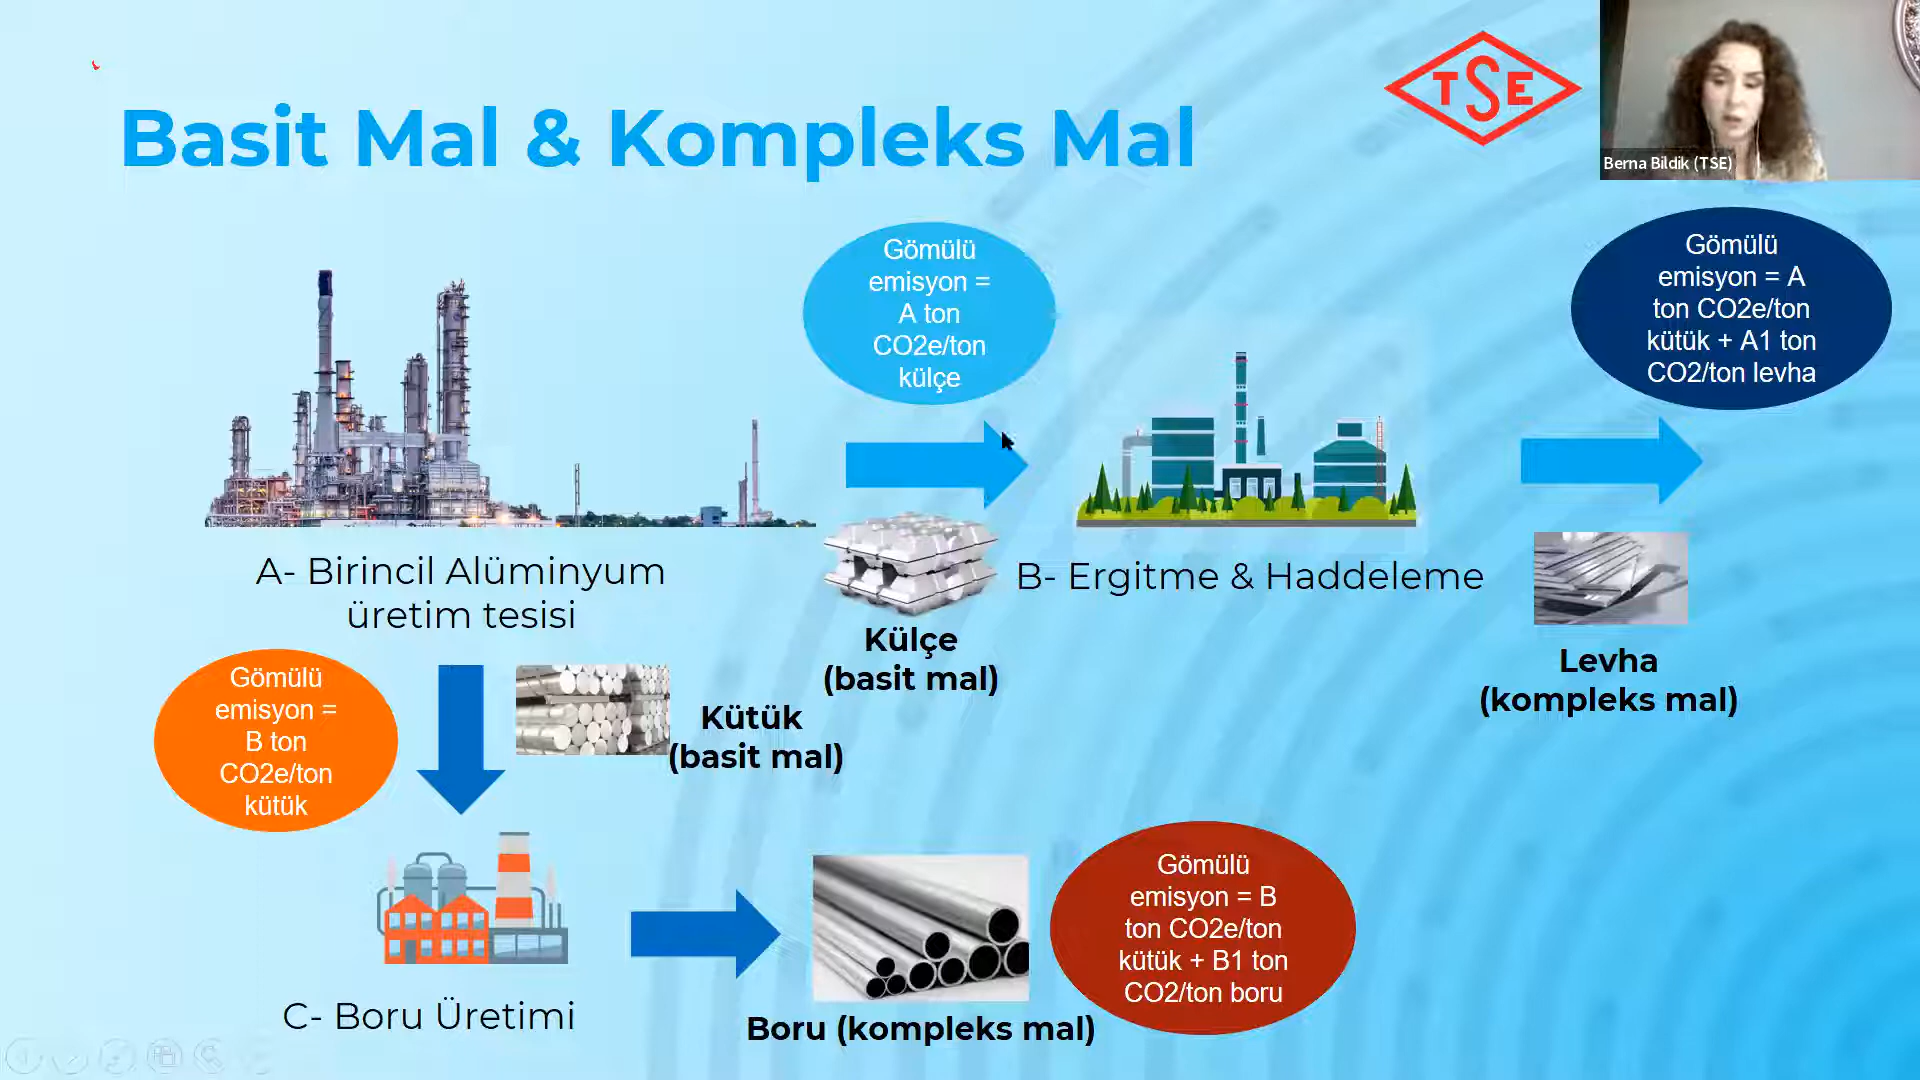 TSE
Berna Bildik (TSE)
Basit Mal & Kompleks Mal
Gömülü
emisyon =
A ton
CO2e/ton
külçe
Gömülü
emisyon = A
ton CO2e/ton
kütük + A1 ton
CO2/ton levha
A- Birincil Alüminyum
üretim tesisi
B- Ergitme & Haddeleme
Külçe
(basit mal)
Levha
(kompleks mal)
Gömülü
emisyon =
B ton
CO2e/ton
kütük
Kütük
(basit mal)
Gömülü
emisyon = B
ton CO2e/ton
kütük + B1 ton
CO2/ton boru
C- Boru Üretimi
Boru (kompleks mal)